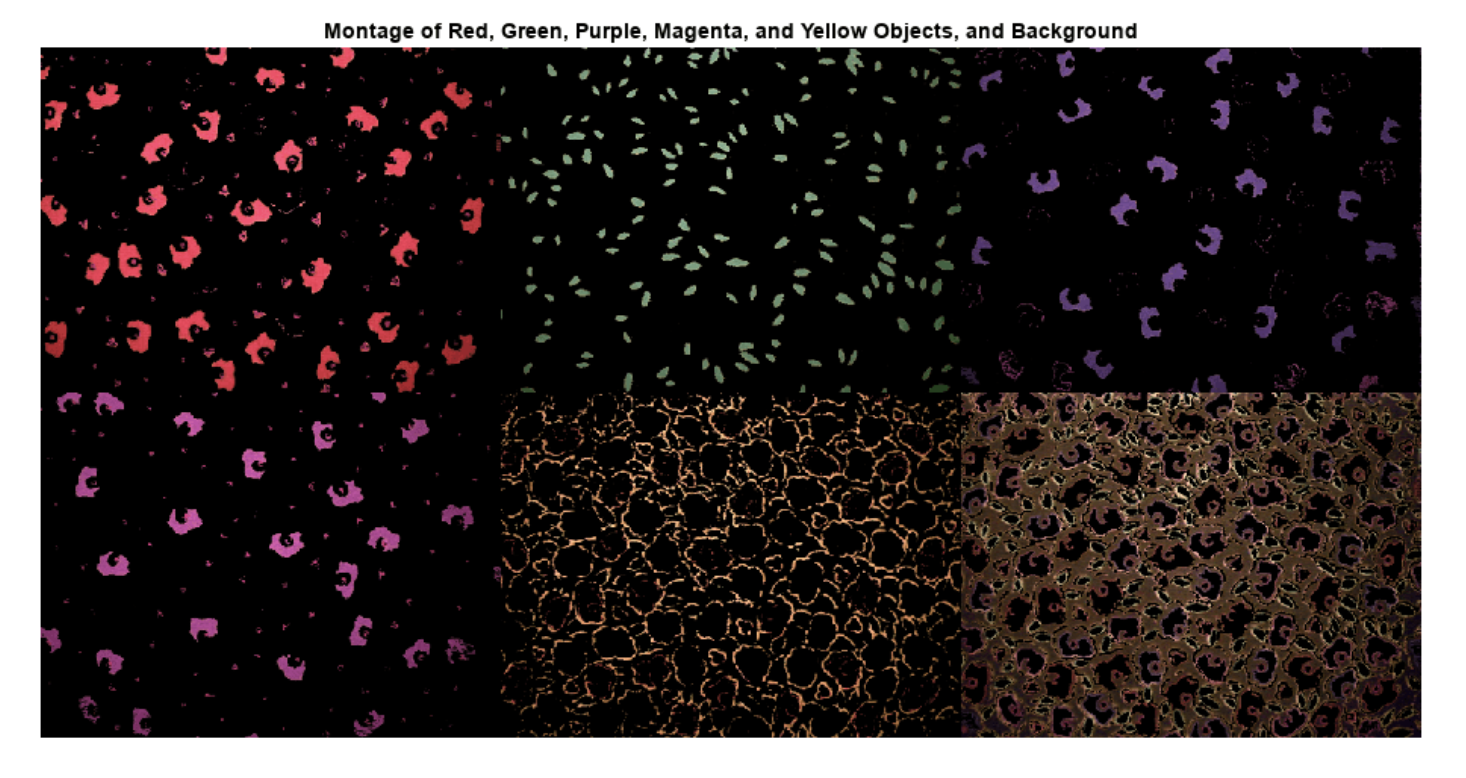 Montage of Red, Green, Purple, Magenta, and Yellow Objects, and Background